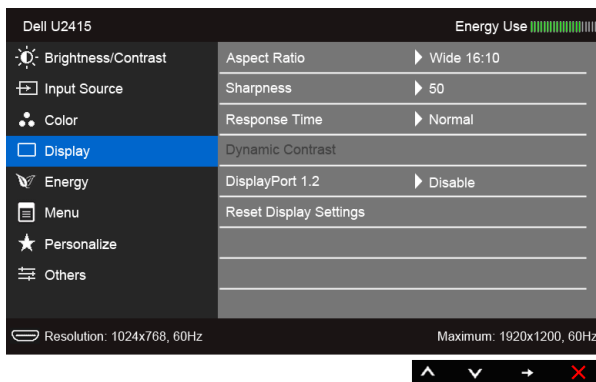 Dell U2415 Energy Use
Brightness/Contrast Aspect Ratio Wide 16:10
Input Source Sharpness 50
Color Response Time Normal
Display Dynamic Contrast
Energy DisplayPort 1.2 Disable
Menu Reset Display Settings
Personalize
Others
Resolution: 1024x768, 60Hz Maximum: 1920x1200, 60Hz